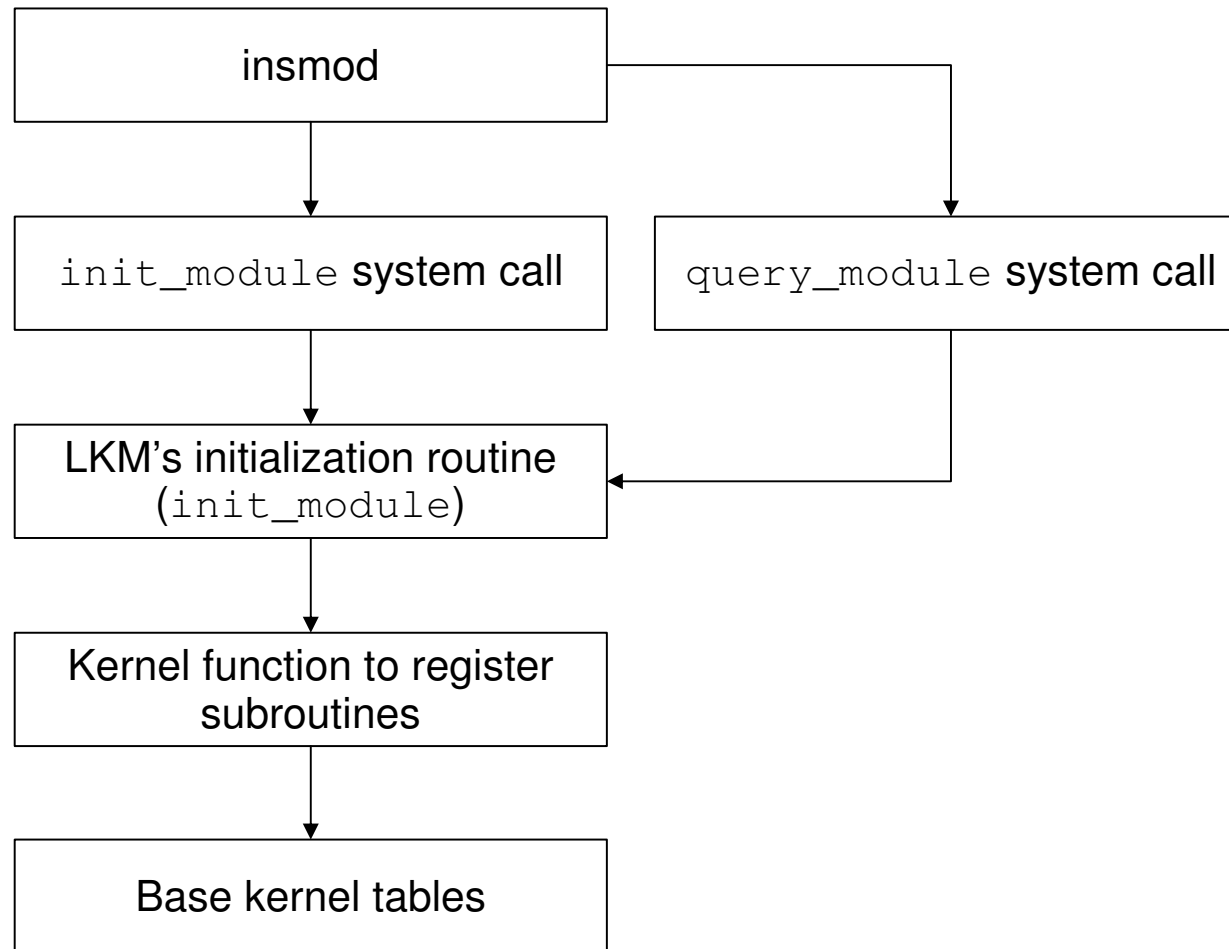 insmod
init_module system call
query_module system call
LKM’s initialization routine
(init_module)
Kernel function to register
subroutines
Base kernel tables